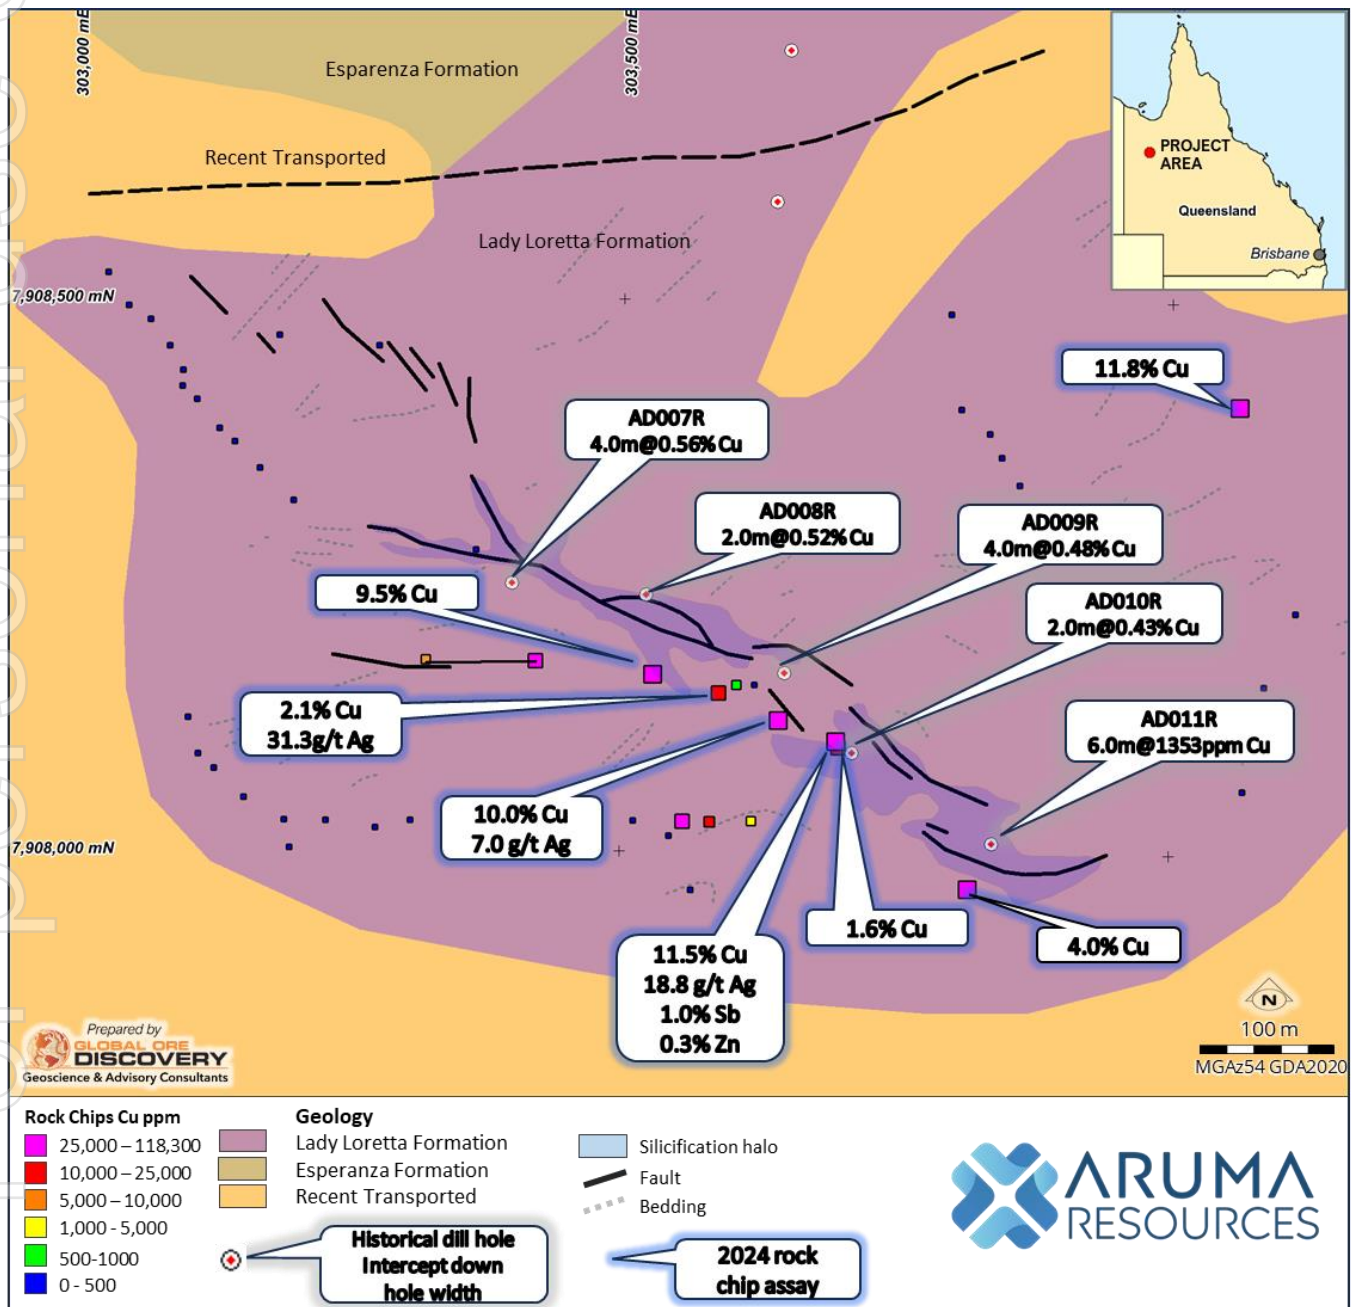 303,000 mE
303,500 mE
Esparenza Formation
Recent Transported
Lady Loretta Formation
PROJECT
AREA
Queensland
Brisbane
7,908,500 mN
11.8% Cu
AD007R
4.0m@0.56% Cu
AD008R
2.0m@0.52% Cu
AD009R
4.0m@0.48% Cu
9.5% Cu
AD010R
2.0m@0.43% Cu
2.1% Cu
31.3g/t Ag
AD011R
6.0m@1353ppm Cu
10.0% Cu
7.0 g/t Ag
7,908,000 mN
1.6% Cu
4.0% Cu
11.5% Cu
18.8 g/t Ag
1.0% Sb
0.3% Zn
N
100 m
MGAz54 GDA2020
Prepared by
GLOBAL ORE
DISCOVERY
Geoscience & Advisory Consultants
Rock Chips Cu ppm
25,000 – 118,300
10,000 – 25,000
5,000 – 10,000
1,000 - 5,000
500-1000
0 - 500
Geology
Lady Loretta Formation
Esperanza Formation
Recent Transported
Silicification halo
Fault
Bedding
Historical dill hole
Intercept down
hole width
2024 rock
chip assay
ARUMA
RESOURCES